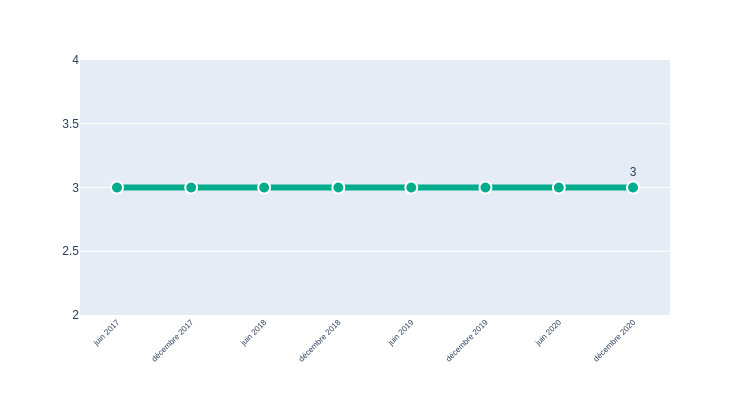 4
3.5
3
3
2.5
2
juin 2017
décembre 2017
juin 2018
décembre 2018
juin 2019
décembre 2019
juin 2020
décembre 2020